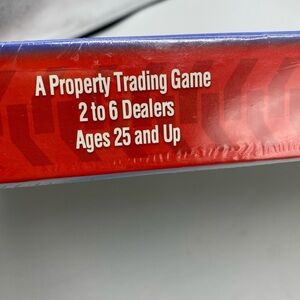 A Property Trading Game
2 to 6 Dealers
Ages 25 and Up